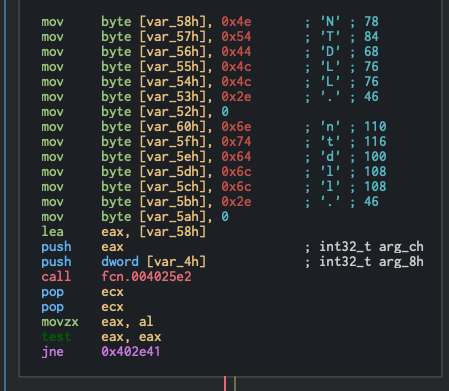 mov byte [var_58h], 0x4e ; 'N' ; 78
mov byte [var_57h], 0x54 ; 'T' ; 84
mov byte [var_56h], 0x44 ; 'D' ; 68
mov byte [var_55h], 0x4c ; 'L' ; 76
mov byte [var_54h], 0x4c ; 'L' ; 76
mov byte [var_53h], 0x2e ; '.' ; 46
mov byte [var_52h], 0
mov byte [var_60h], 0x6e ; 'n' ; 110
mov byte [var_5fh], 0x74 ; 't' ; 116
mov byte [var_5eh], 0x64 ; 'd' ; 100
mov byte [var_5dh], 0x6c ; 'l' ; 108
mov byte [var_5ch], 0x6c ; 'l' ; 108
mov byte [var_5bh], 0x2e ; '.' ; 46
mov byte [var_5ah], 0
lea eax, [var_58h]
push eax ; int32_t arg_ch
push dword [var_4h] ; int32_t arg_8h
call fcn.004025e2
pop ecx
pop ecx
movzx eax, al
test eax, eax
jne 0x402e41